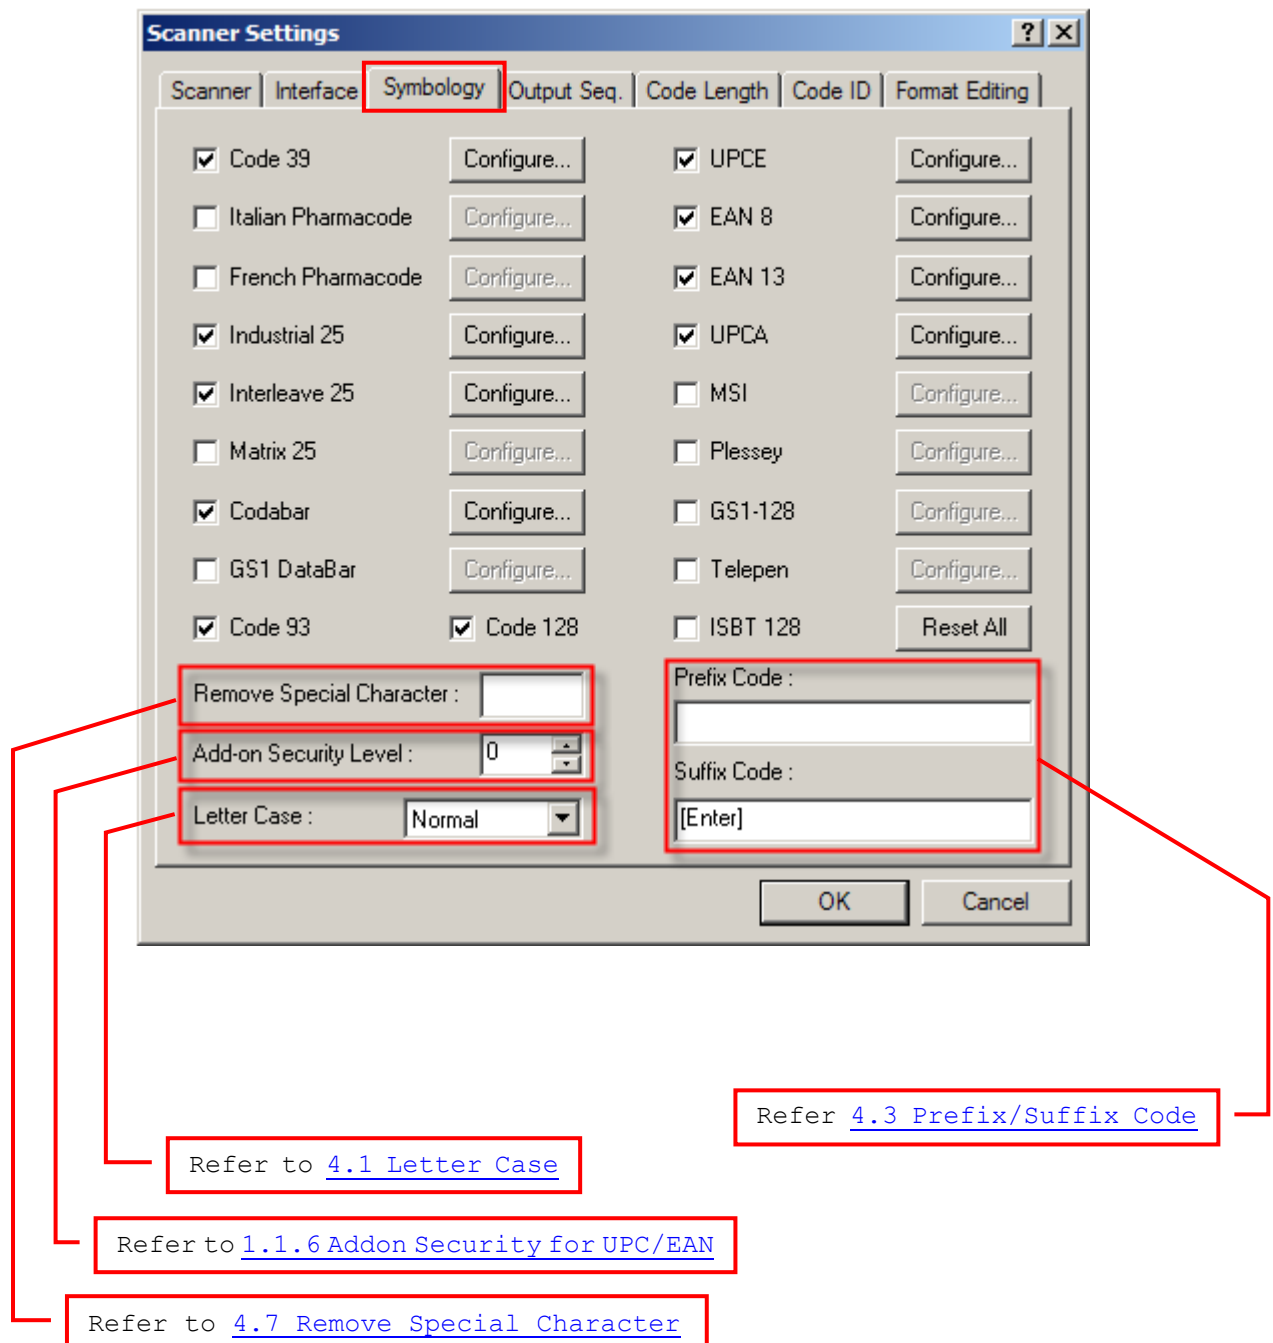 Scanner Settings
Scanner Interface Symbology Output Seq. Code Length Code ID Format Editing
Code 39 Configure... UPCE Configure...
Italian Pharmacode Configure... EAN 8 Configure...
French Pharmacode Configure... EAN 13 Configure...
Industrial 25 Configure... UPCA Configure...
Interleave 25 Configure... MSI Configure...
Matrix 25 Configure... Plessey Configure...
Codabar Configure... GS1-128 Configure...
GS1 DataBar Configure... Telepen Configure...
Code 93 Code 128 ISBT 128 Reset All
Remove Special Character :
Add-on Security Level : 0
Letter Case : Normal
Prefix Code :
Suffix Code :
[Enter]
OK Cancel
Refer 4.3 Prefix/Suffix Code
Refer to 4.1 Letter Case
Refer to 1.1.6 Addon Security for UPC/EAN
Refer to 4.7 Remove Special Character